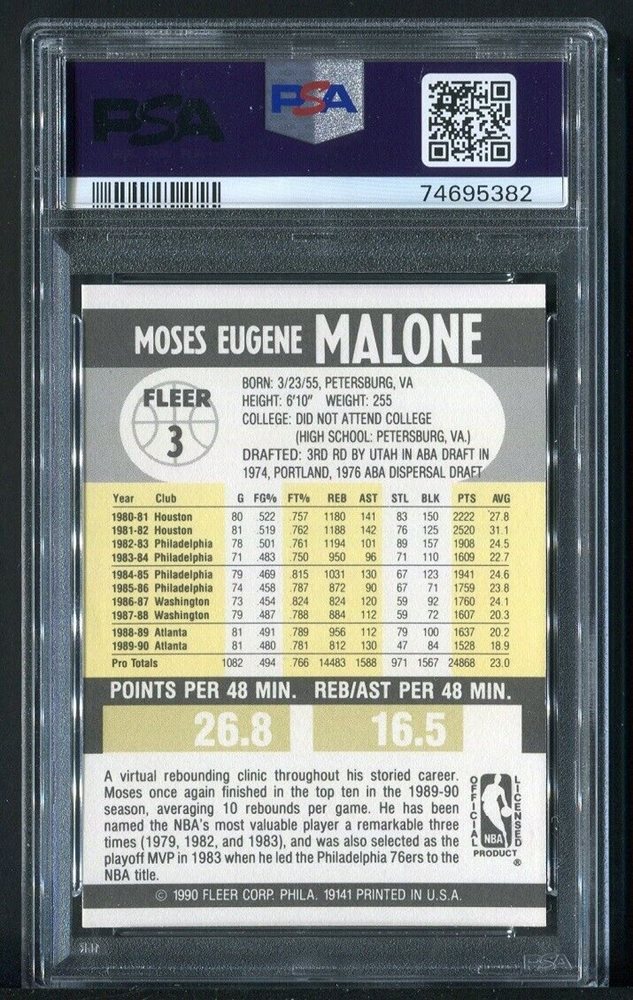 PSA
PSA
74695382
MOSES EUGENE MALONE
FLEER
3
BORN: 3/23/55, PETERSBURG, VA
HEIGHT: 6'10" WEIGHT: 255
COLLEGE: DID NOT ATTEND COLLEGE
(HIGH SCHOOL: PETERSBURG, VA.)
DRAFTED: 3RD RD BY UTAH IN ABA DRAFT IN
1974, PORTLAND, 1976 ABA DISPERSAL DRAFT
Year Club G FG% FT% REB AST STL BLK PTS AVG
1980-81 Houston 80 .522 .757 1180 141 83 150 2222 27.8
1981-82 Houston 81 .519 .762 1188 142 76 125 2520 31.1
1982-83 Philadelphia 78 .501 .761 1194 101 89 157 1908 24.5
1983-84 Philadelphia 71 .483 .750 950 96 71 110 1609 22.7
1984-85 Philadelphia 79 .469 .815 1031 130 67 123 1941 24.6
1985-86 Philadelphia 74 .458 .787 872 90 67 71 1759 23.8
1986-87 Washington 73 .454 .824 824 120 59 92 1760 24.1
1987-88 Washington 79 .487 .788 884 112 59 72 1607 20.3
1988-89 Atlanta 81 .491 .789 956 112 79 100 1637 20.2
1989-90 Atlanta 81 .480 .781 812 130 47 84 1528 18.9
Pro Totals 1082 .494 .766 14483 1588 971 1567 24868 23.0
POINTS PER 48 MIN. REB/AST PER 48 MIN.
26.8 16.5
A virtual rebounding clinic throughout his storied career.
Moses once again finished in the top ten in the 1989-90
season, averaging 10 rebounds per game. He has been
named the NBA's most valuable player a remarkable three
times (1979, 1982, and 1983), and was also selected as the
playoff MVP in 1983 when he led the Philadelphia 76ers to the
NBA title.
OFFICIAL LICENSED
NBA
PRODUCT ®
© 1990 FLEER CORP. PHILA. 19141 PRINTED IN U.S.A.
PSA